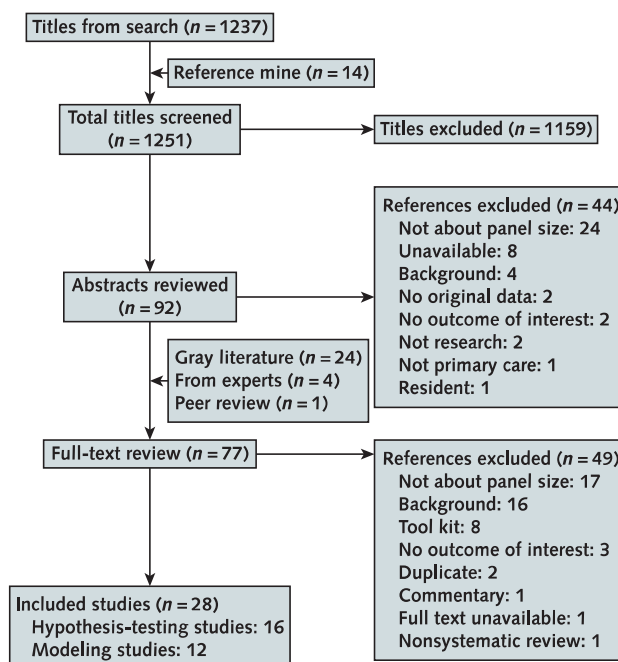 Titles from search (n = 1237)
Reference mine (n = 14)
Total titles screened
(n = 1251)
Titles excluded (n = 1159)
References excluded (n = 44)
Not about panel size: 24
Unavailable: 8
Background: 4
No original data: 2
No outcome of interest: 2
Not research: 2
Not primary care: 1
Resident: 1
Abstracts reviewed
(n = 92)
Gray literature (n = 24)
From experts (n = 4)
Peer review (n = 1)
Full-text review (n = 77)
References excluded (n = 49)
Not about panel size: 17
Background: 16
Tool kit: 8
No outcome of interest: 3
Duplicate: 2
Commentary: 1
Full text unavailable: 1
Nonsystematic review: 1
Included studies (n = 28)
Hypothesis-testing studies: 16
Modeling studies: 12